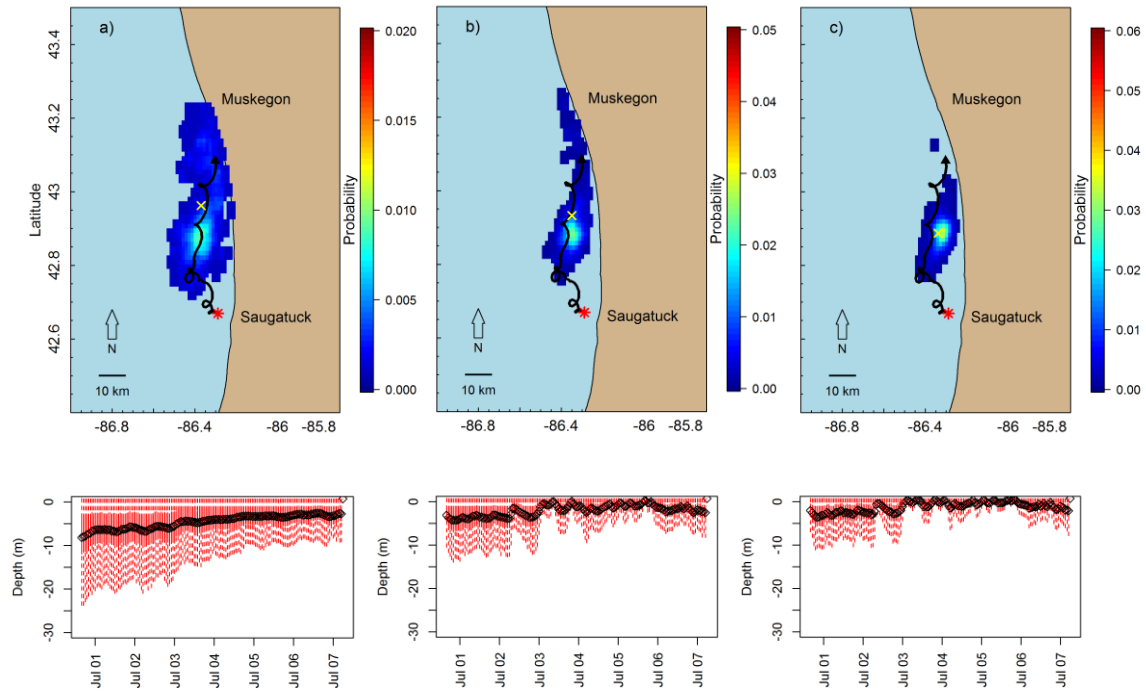 a)
Muskegon
Saugatuck
N
10 km
Latitude
43.4
43.2
43
42.8
42.6
-86.8
-86.4
-86
-85.8
Probability
0.020
0.015
0.010
0.005
0.000
b)
Muskegon
Saugatuck
N
10 km
-86.8
-86.4
-86
-85.8
Probability
0.05
0.04
0.03
0.02
0.01
0.00
c)
Muskegon
Saugatuck
N
10 km
-86.8
-86.4
-86
-85.8
Probability
0.06
0.05
0.04
0.03
0.02
0.01
0.00
Depth (m)
0
-10
-20
-30
Jul 01
Jul 02
Jul 03
Jul 04
Jul 05
Jul 06
Jul 07
Depth (m)
0
-10
-20
-30
Jul 01
Jul 02
Jul 03
Jul 04
Jul 05
Jul 06
Jul 07
Depth (m)
0
-10
-20
-30
Jul 01
Jul 02
Jul 03
Jul 04
Jul 05
Jul 06
Jul 07